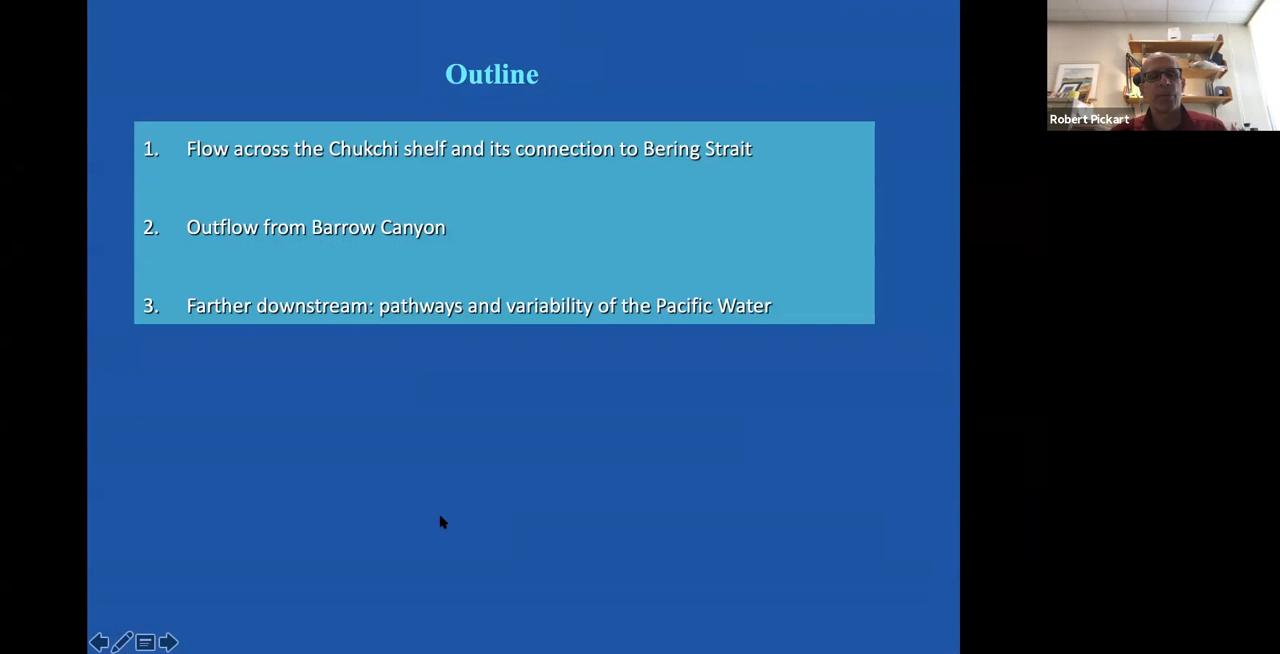 Outline
1. Flow across the Chukchi shelf and its connection to Bering Strait
2. Outflow from Barrow Canyon
3. Farther downstream: pathways and variability of the Pacific Water
Robert Pickart